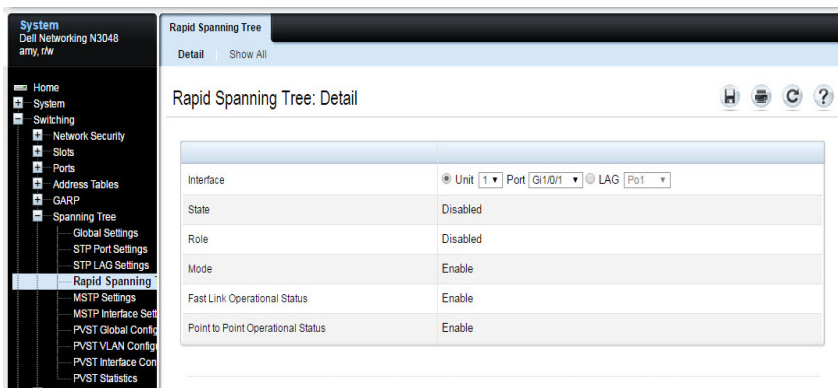 System
Dell Networking N3048
amy, r/w
Rapid Spanning Tree
Detail Show All
Home
System
Switching
Network Security
Slots
Ports
Address Tables
GARP
Spanning Tree
Global Settings
STP Port Settings
STP LAG Settings
Rapid Spanning
MSTP Settings
MSTP Interface Sett
PVST Global Config
PVST VLAN Config
PVST Interface Con
PVST Statistics
Rapid Spanning Tree: Detail
Interface Unit 1 Port Gi1/0/1 LAG Po1
State Disabled
Role Disabled
Mode Enable
Fast Link Operational Status Enable
Point to Point Operational Status Enable